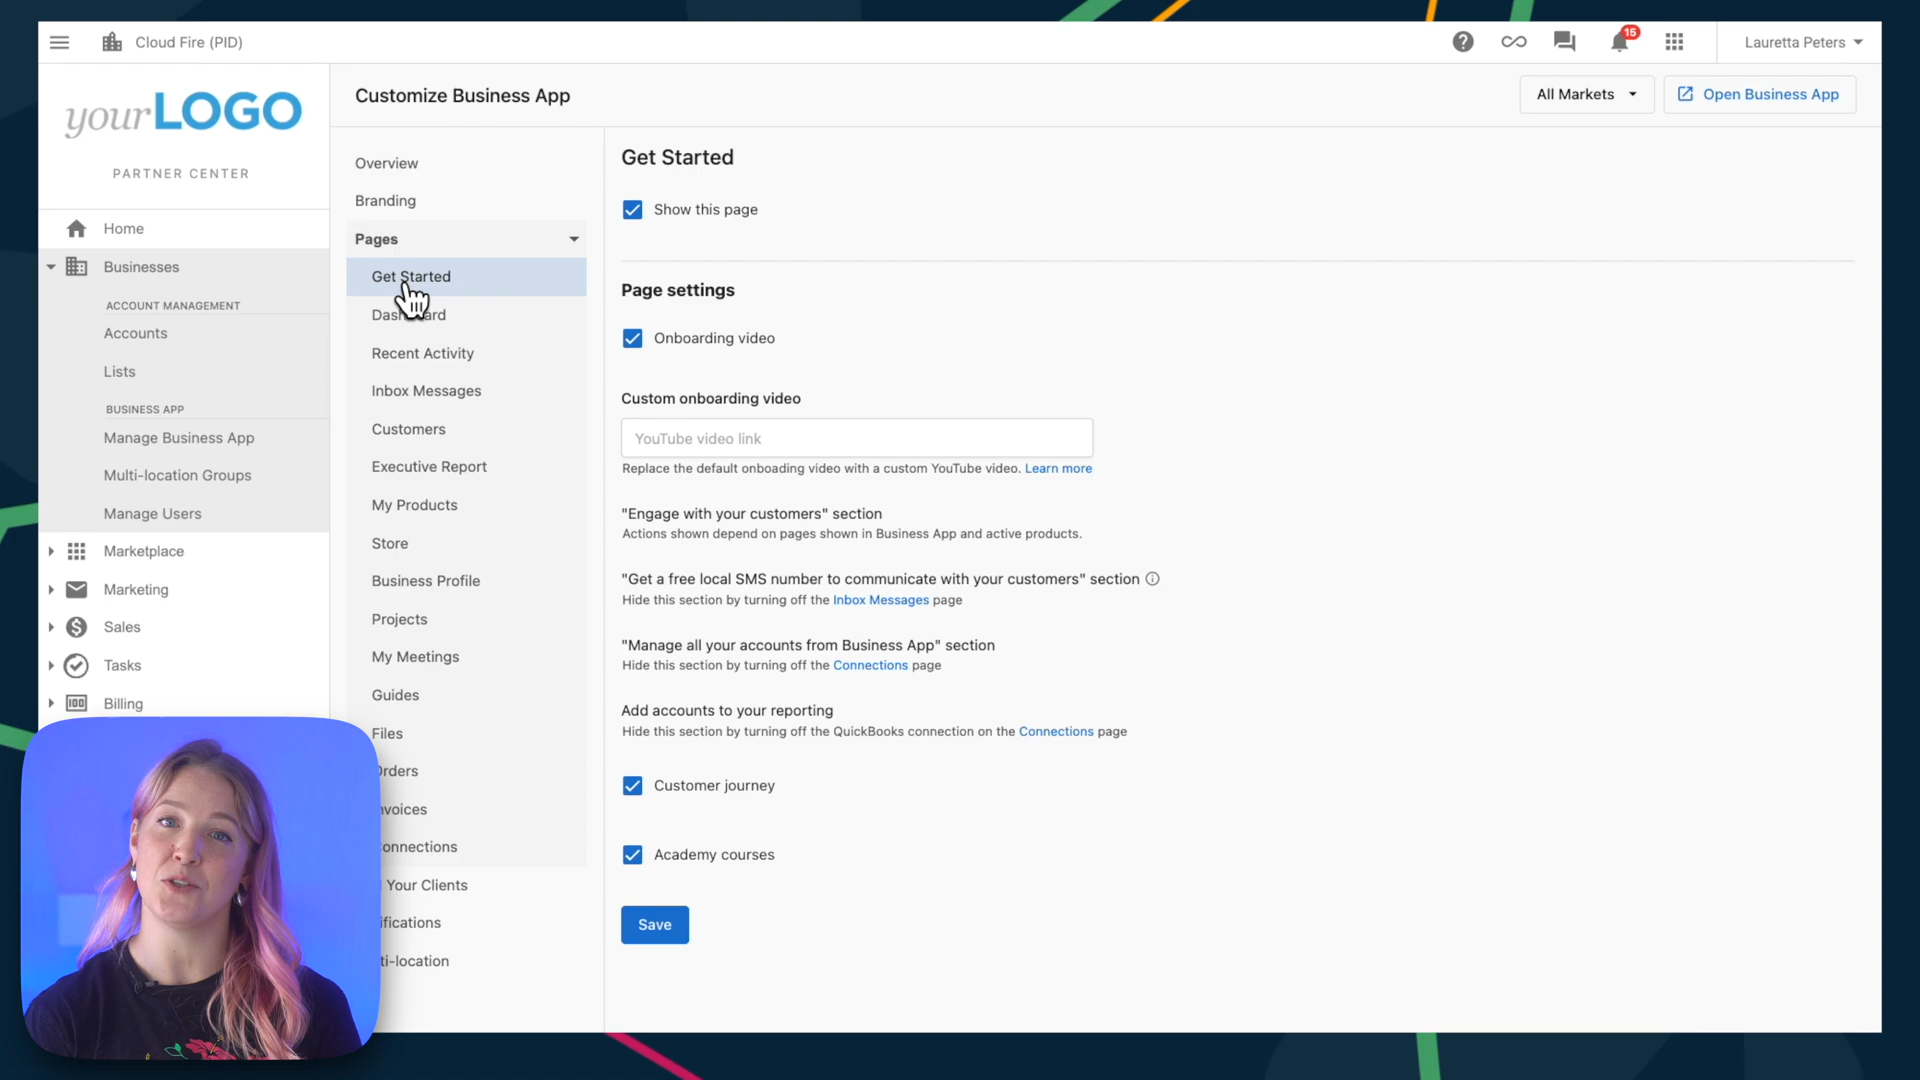 Cloud Fire (PID)
15
Lauretta Peters
yourLOGO
PARTNER CENTER
Customize Business App
All Markets
Open Business App
Home
Businesses
ACCOUNT MANAGEMENT
Accounts
Lists
BUSINESS APP
Manage Business App
Multi-location Groups
Manage Users
Marketplace
Marketing
Sales
Tasks
Billing
Overview
Branding
Pages
Get Started
Dashboard
Recent Activity
Inbox Messages
Customers
Executive Report
My Products
Store
Business Profile
Projects
My Meetings
Guides
Files
Orders
nvoices
onnections
Your Clients
ifications
ti-location
Get Started
Show this page
Page settings
Onboarding video
Custom onboarding video
YouTube video link
Replace the default onboading video with a custom YouTube video. Learn more
"Engage with your customers" section
Actions shown depend on pages shown in Business App and active products.
"Get a free local SMS number to communicate with your customers" section
Hide this section by turning off the Inbox Messages page
"Manage all your accounts from Business App" section
Hide this section by turning off the Connections page
Add accounts to your reporting
Hide this section by turning off the QuickBooks connection on the Connections page
Customer journey
Academy courses
Save